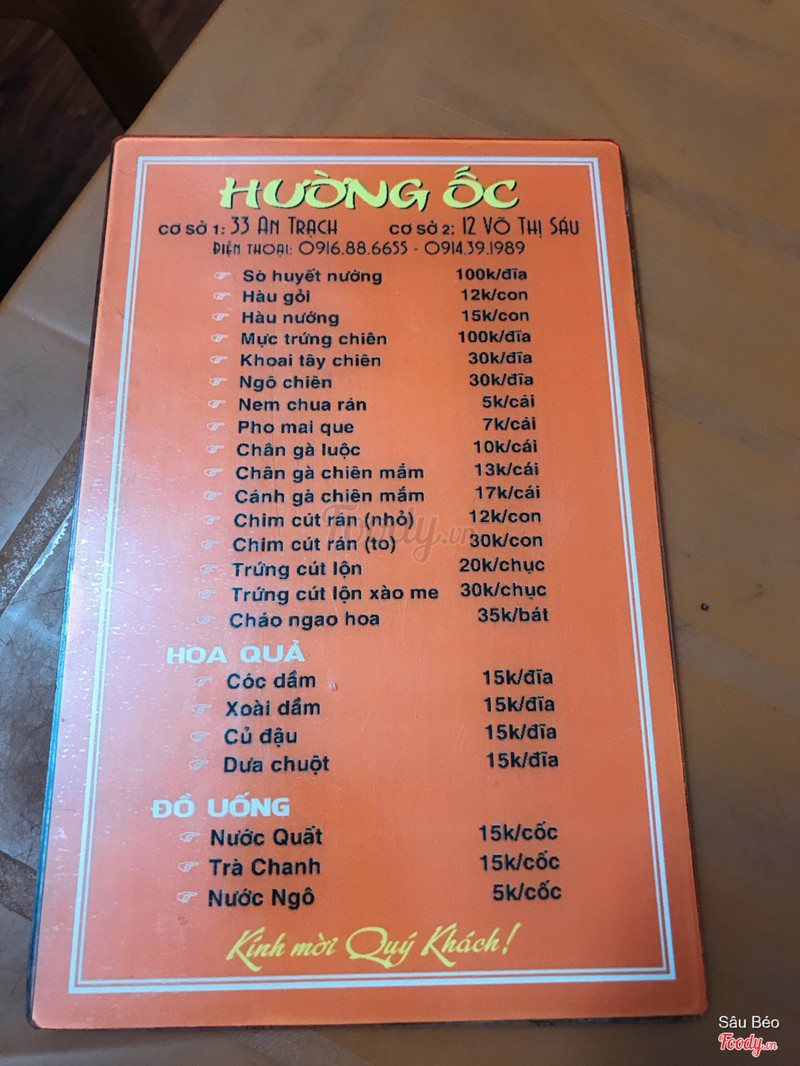 HƯỜNG ỐC
CƠ SỞ 1: 33 AN TRẠCH CƠ SỞ 2: 12 VÕ THỊ SÁU
ĐIỆN THOẠI: 0916.88.6655 - 0914.39.1989
Sò huyết nướng 100k/đĩa
Hàu gỏi 12k/con
Hàu nướng 15k/con
Mực trứng chiên 100k/đĩa
Khoai tây chiên 30k/đĩa
Ngô chiên 30k/đĩa
Nem chua rán 5k/cái
Pho mai que 7k/cái
Chân gà luộc 10k/cái
Chân gà chiên mắm 13k/cái
Cánh gà chiên mắm 17k/cái
Chim cút rán (nhỏ) 12k/con
Chim cút rán (to) 30k/con
Trứng cút lộn 20k/chục
Trứng cút lộn xào me 30k/chục
Cháo ngao hoa 35k/bát
HOA QUẢ
Cóc dầm 15k/đĩa
Xoài dầm 15k/đĩa
Củ đậu 15k/đĩa
Dưa chuột 15k/đĩa
ĐỒ UỐNG
Nước Quất 15k/cốc
Trà Chanh 15k/cốc
Nước Ngô 5k/cốc
Kính mời Quý Khách!
Foody.vn
Sâu Béo
Foody.vn